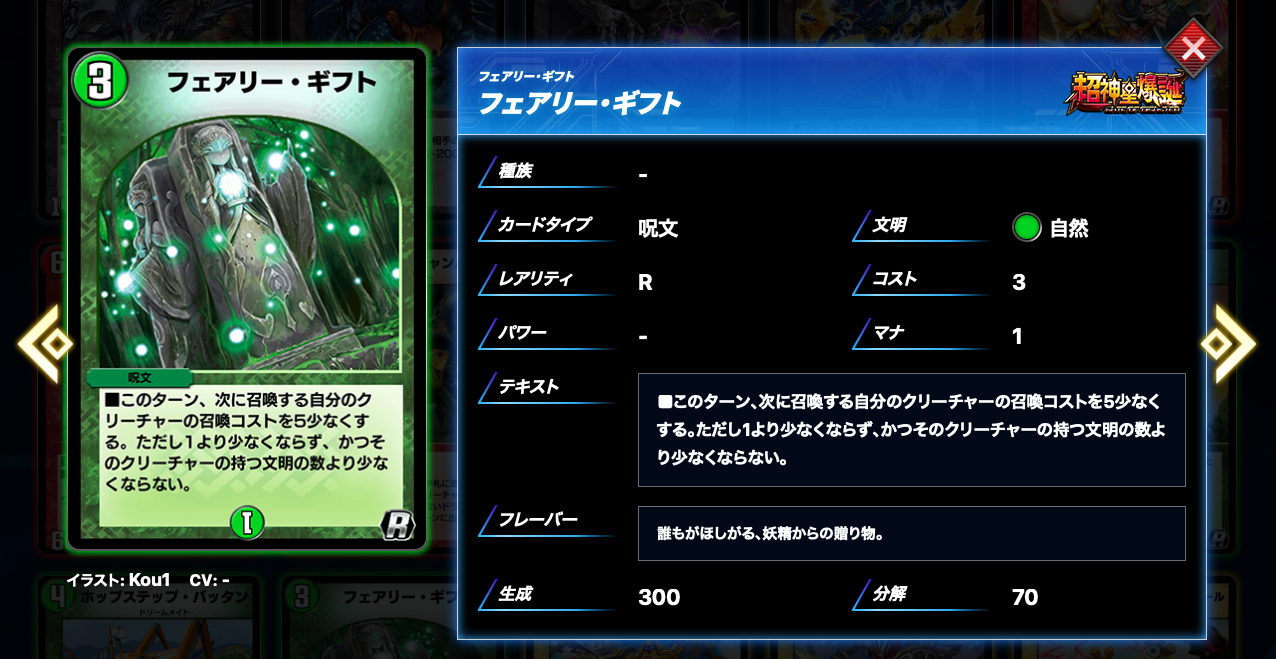 3
フェアリー・ギフト
呪文
■このターン、次に召喚する自分のク
リーチャーの召喚コストを5少なくす
る。ただし1より少なくならず、かつそ
のクリーチャーの持つ文明の数より少な
くならない。
1
R
イラスト: Kou1 CV: -
フェアリー・ギフト
フェアリー・ギフト
超神星爆誕
種族 -
カードタイプ 呪文 文明 自然
レアリティ R コスト 3
パワー - マナ 1
テキスト
■このターン、次に召喚する自分のクリーチャーの召喚コストを5少なく
する。ただし1より少なくならず、かつそのクリーチャーの持つ文明の数よ
り少なくならない。
フレーバー
誰もがほしがる、妖精からの贈り物。
生成 300 分解 70
4
ホップステップ・バッタン
ドリームメイト
3
フェアリー・ギフ